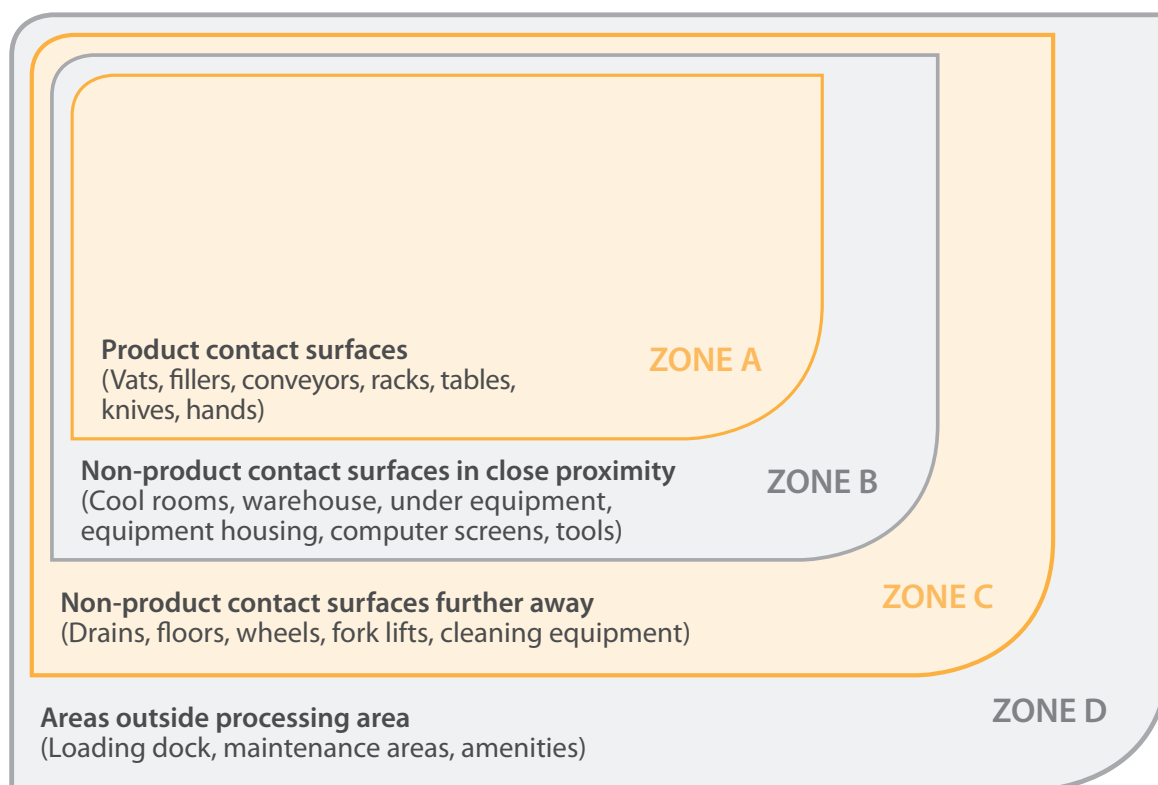 Product contact surfaces
(Vats, fillers, conveyors, racks, tables,
knives, hands)
ZONE A
Non-product contact surfaces in close proximity
(Cool rooms, warehouse, under equipment,
equipment housing, computer screens, tools)
ZONE B
Non-product contact surfaces further away
(Drains, floors, wheels, fork lifts, cleaning equipment)
ZONE C
Areas outside processing area
(Loading dock, maintenance areas, amenities)
ZONE D